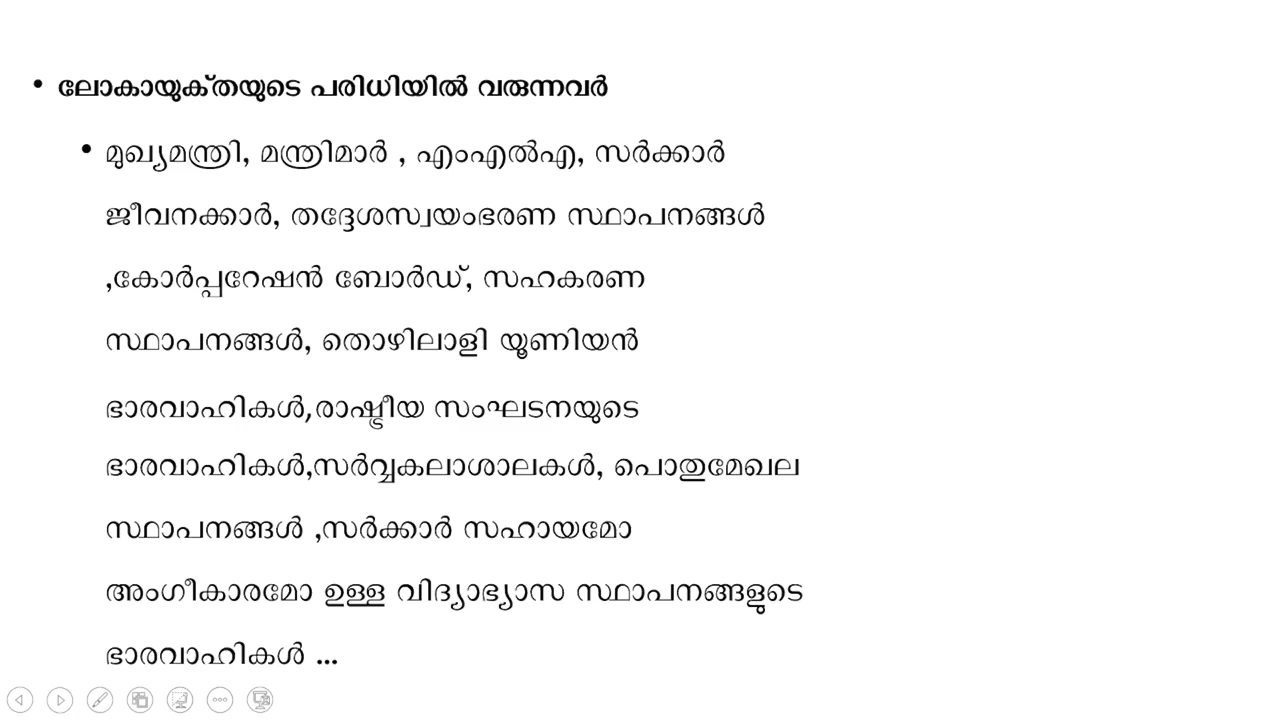 • ലോകായുക്തയുടെ പരിധിയിൽ വരുന്നവർ
• മുഖ്യമന്ത്രി, മന്ത്രിമാർ , എംഎൽഎ, സർക്കാർ
ജീവനക്കാർ, തദ്ദേശസ്വയംഭരണ സ്ഥാപനങ്ങൾ
,കോർപ്പറേഷൻ ബോർഡ്, സഹകരണ
സ്ഥാപനങ്ങൾ, തൊഴിലാളി യൂണിയൻ
ഭാരവാഹികൾ,രാഷ്ട്രീയ സംഘടനയുടെ
ഭാരവാഹികൾ,സർവ്വകലാശാലകൾ, പൊതുമേഖല
സ്ഥാപനങ്ങൾ ,സർക്കാർ സഹായമോ
അംഗീകാരമോ ഉള്ള വിദ്യാഭ്യാസ സ്ഥാപനങ്ങളുടെ
ഭാരവാഹികൾ ...